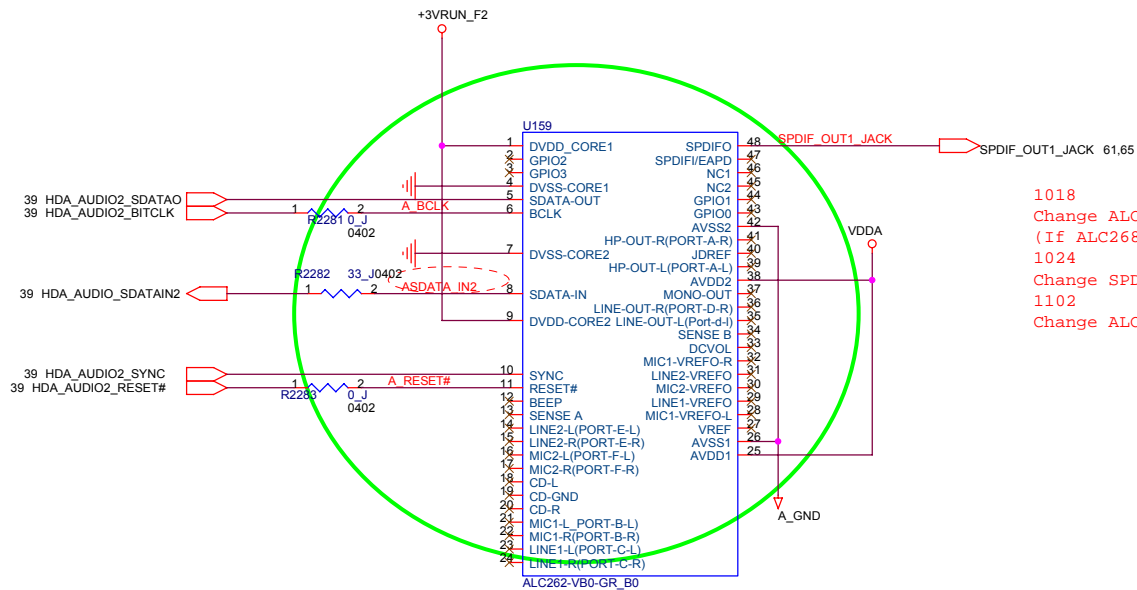 +3VRUN_F2
U159
1 DVDD_CORE1
2 GPIO2
3 GPIO3
4 DVSS-CORE1
5 SDATA-OUT
6 BCLK
7 DVSS-CORE2
8 SDATA-IN
9 DVDD-CORE2
10 SYNC
11 RESET#
12 BEEP
13 SENSE A
14 LINE2-L(PORT-E-L)
15 LINE2-R(PORT-E-R)
16 MIC2-L(PORT-F-L)
17 MIC2-R(PORT-F-R)
18 CD-L
19 CD-GND
20 CD-R
21 MIC1-L_PORT-B-L)
22 MIC1-R(PORT-B-R)
23 LINE1-L(PORT-C-L)
24 LINE1-R(PORT-C-R)
SPDIFO 48
SPDIFI/EAPD 47
NC1 46
NC2 45
GPIO1 44
GPIO0 43
AVSS2 42
HP-OUT-R(PORT-A-R) 41
JDREF 40
HP-OUT-L(PORT-A-L) 39
AVDD2 38
MONO-OUT 37
LINE-OUT-R(PORT-D-R) 36
LINE-OUT-L(Port-d-l) 35
SENSE B 34
DCVOL 33
MIC1-VREFO-R 32
LINE2-VREFO 31
MIC2-VREFO 30
LINE1-VREFO 29
MIC1-VREFO-L 28
VREF 27
AVSS1 26
AVDD1 25
ALC262-VB0-GR_B0
39 HDA_AUDIO2_SDATAO
39 HDA_AUDIO2_BITCLK
1 2
R2281 0_J
0402
A_BCLK
R2282 33_J0402
1 2
39 HDA_AUDIO_SDATAIN2
ASDATA_IN2
39 HDA_AUDIO2_SYNC
39 HDA_AUDIO2_RESET#
1 2
R2283 0_J
0402
A_RESET#
SPDIF_OUT1_JACK
SPDIF_OUT1_JACK 61,65
VDDA
A_GND
1018
Change ALC
(If ALC268
1024
Change SPD
1102
Change ALC